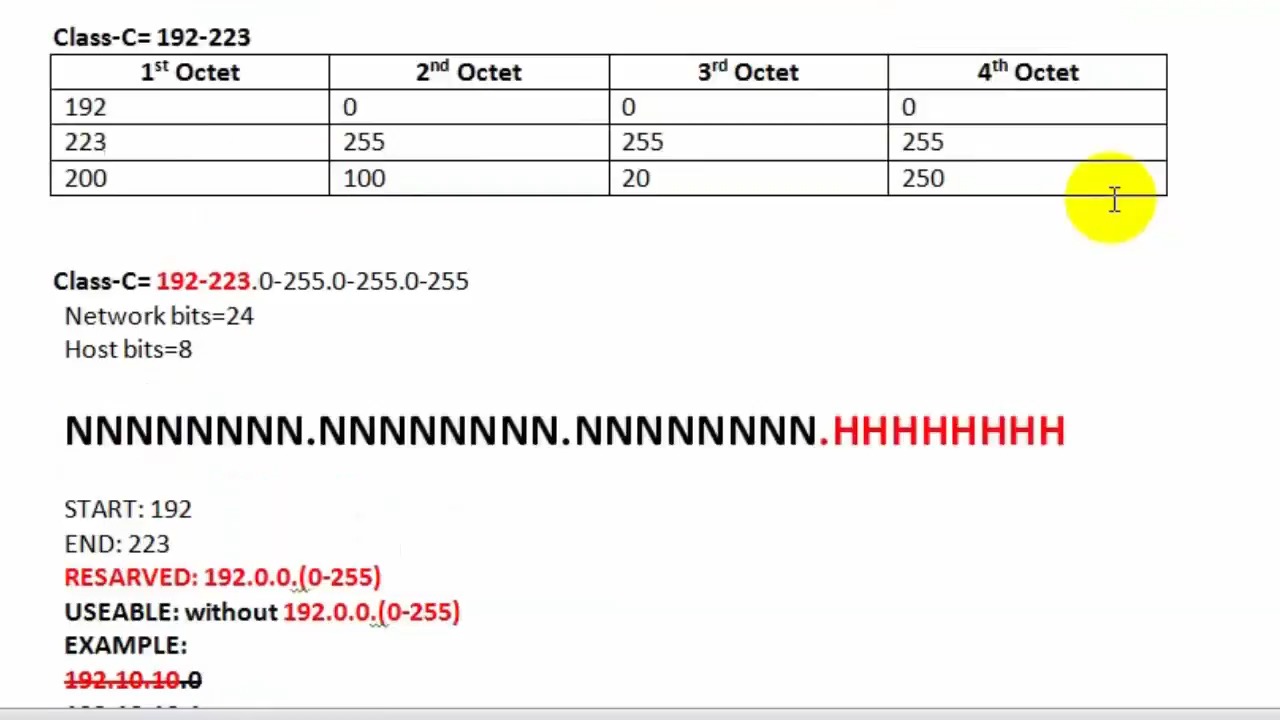 Class-C= 192-223
1st Octet 2nd Octet 3rd Octet 4th Octet
192 0 0 0
223 255 255 255
200 100 20 250
Class-C= 192-223.0-255.0-255.0-255
Network bits=24
Host bits=8
NNNNNNNN.NNNNNNNN.NNNNNNNN.HHHHHHHH
START: 192
END: 223
RESARVED: 192.0.0.(0-255)
USEABLE: without 192.0.0.(0-255)
EXAMPLE:
192.10.10.0